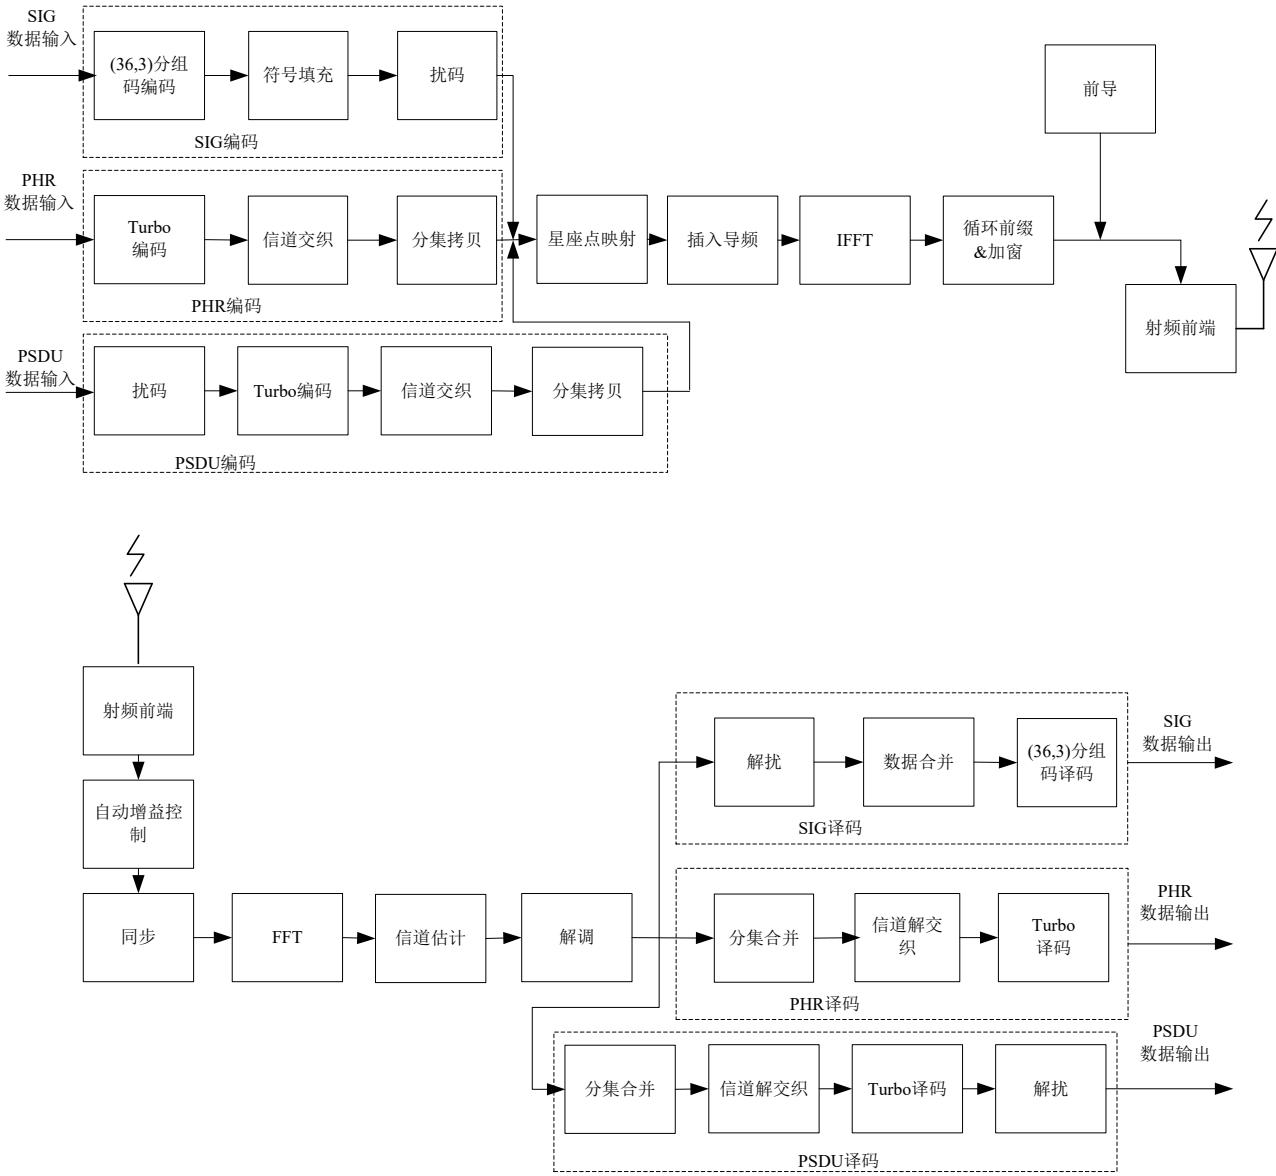 SIG
数据输入
(36,3)分组
码编码
符号填充
扰码
SIG编码
前导
PHR
数据输入
Turbo
编码
信道交织
分集拷贝
PHR编码
星座点映射
插入导频
IFFT
循环前缀
&加窗
射频前端
PSDU
数据输入
扰码
Turbo编码
信道交织
分集拷贝
PSDU编码
射频前端
自动增益控
制
同步
FFT
信道估计
解调
解扰
数据合并
(36,3)分组
码译码
SIG译码
SIG
数据输出
分集合并
信道解交
织
Turbo
译码
PHR译码
PHR
数据输出
分集合并
信道解交织
Turbo译码
解扰
PSDU译码
PSDU
数据输出